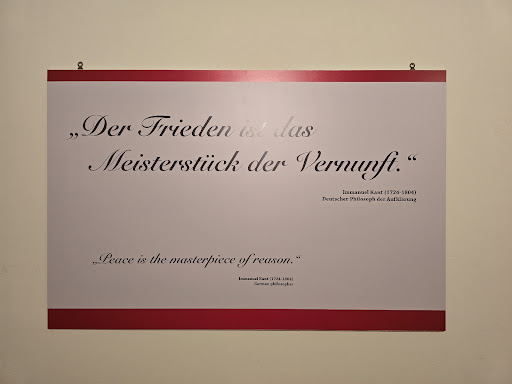 „Der Frieden ist das
Meisterstück der Vernunft.“
Immanuel Kant (1724-1804)
Deutscher Philosoph der Aufklärung
„Peace is the masterpiece of reason.“
Immanuel Kant (1724-1804)
German philosopher